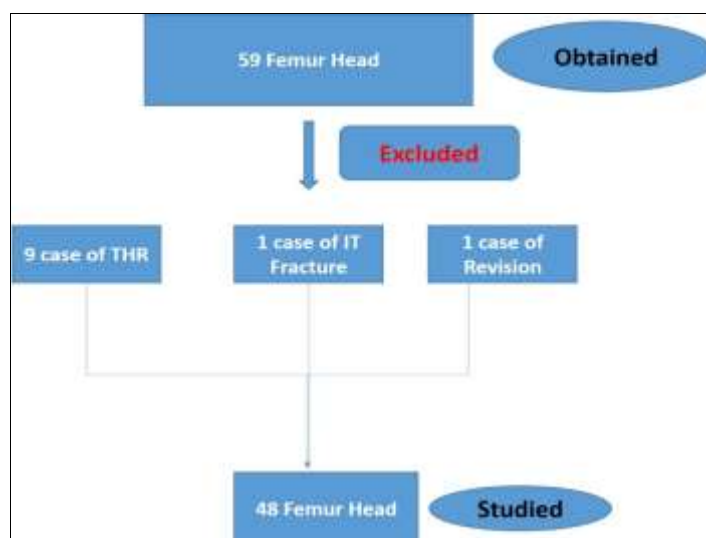 59 Femur Head
Obtained
Excluded
9 case of THR
1 case of IT
Fracture
1 case of
Revision
48 Femur Head
Studied